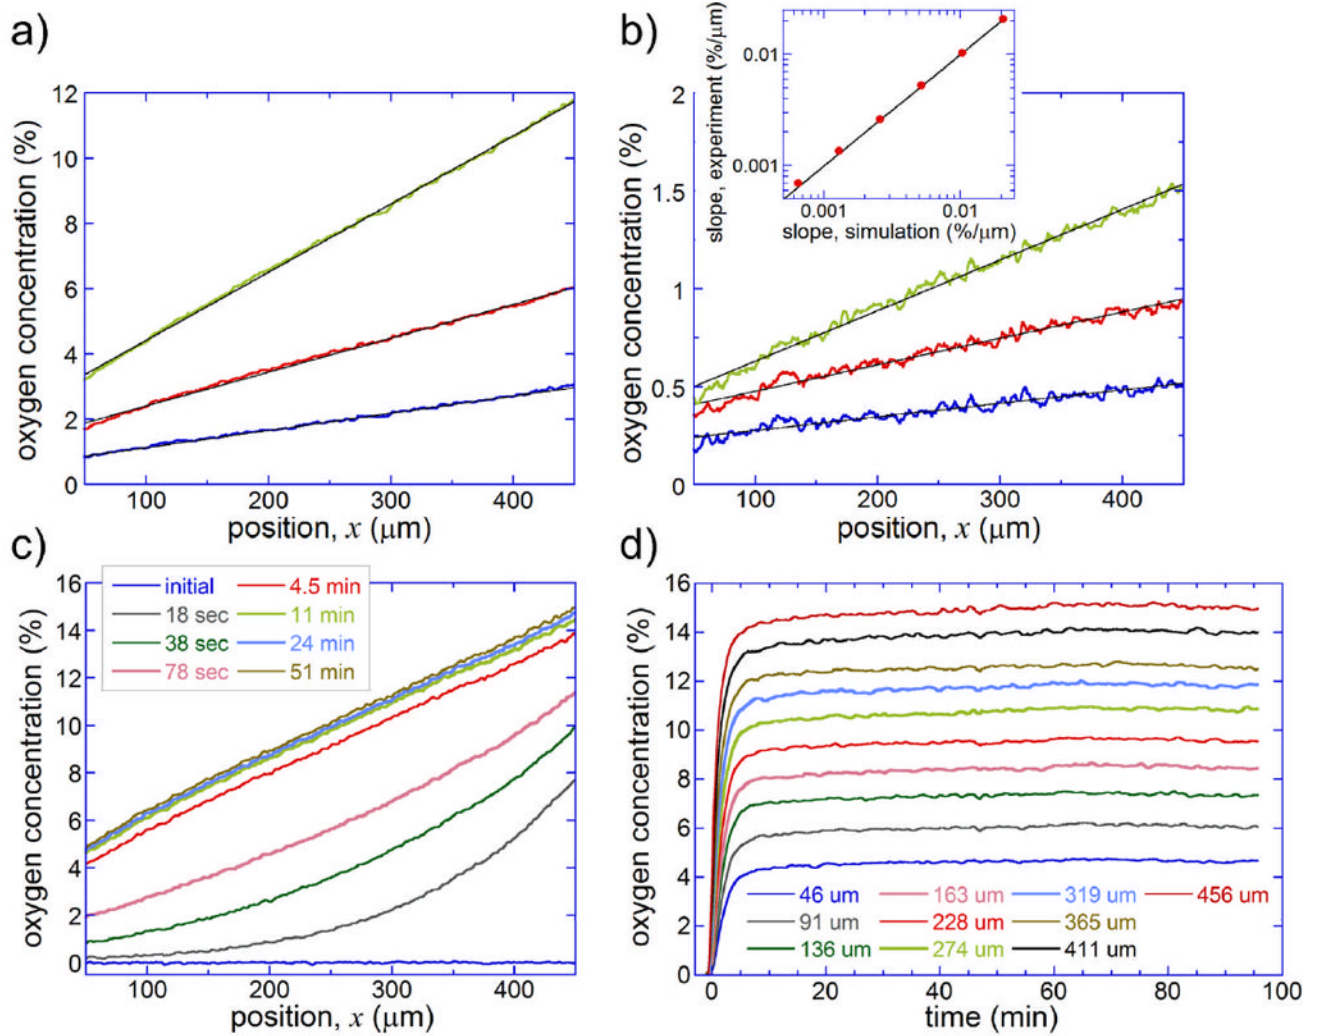 a)
oxygen concentration (%)
12
10
8
6
4
2
0
100 200 300 400
position, x (μm)
b)
oxygen concentration (%)
2
1.5
1
0.5
0
100 200 300 400
position, x (μm)
slope, experiment (%/μm)
0.01
0.001
0.001 0.01
slope, simulation (%/μm)
c)
oxygen concentration (%)
16
14
12
10
8
6
4
2
0
initial 4.5 min
18 sec 11 min
38 sec 24 min
78 sec 51 min
100 200 300 400
position, x (μm)
d)
oxygen concentration (%)
16
14
12
10
8
6
4
2
0
46 um 163 um 319 um 456 um
91 um 228 um 365 um
136 um 274 um 411 um
0 20 40 60 80 100
time (min)